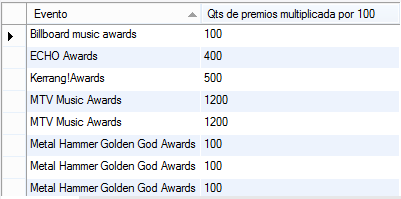 Evento Qts de premios multiplicada por 100
Billboard music awards 100
ECHO Awards 400
Kerrang!Awards 500
MTV Music Awards 1200
MTV Music Awards 1200
Metal Hammer Golden God Awards 100
Metal Hammer Golden God Awards 100
Metal Hammer Golden God Awards 100